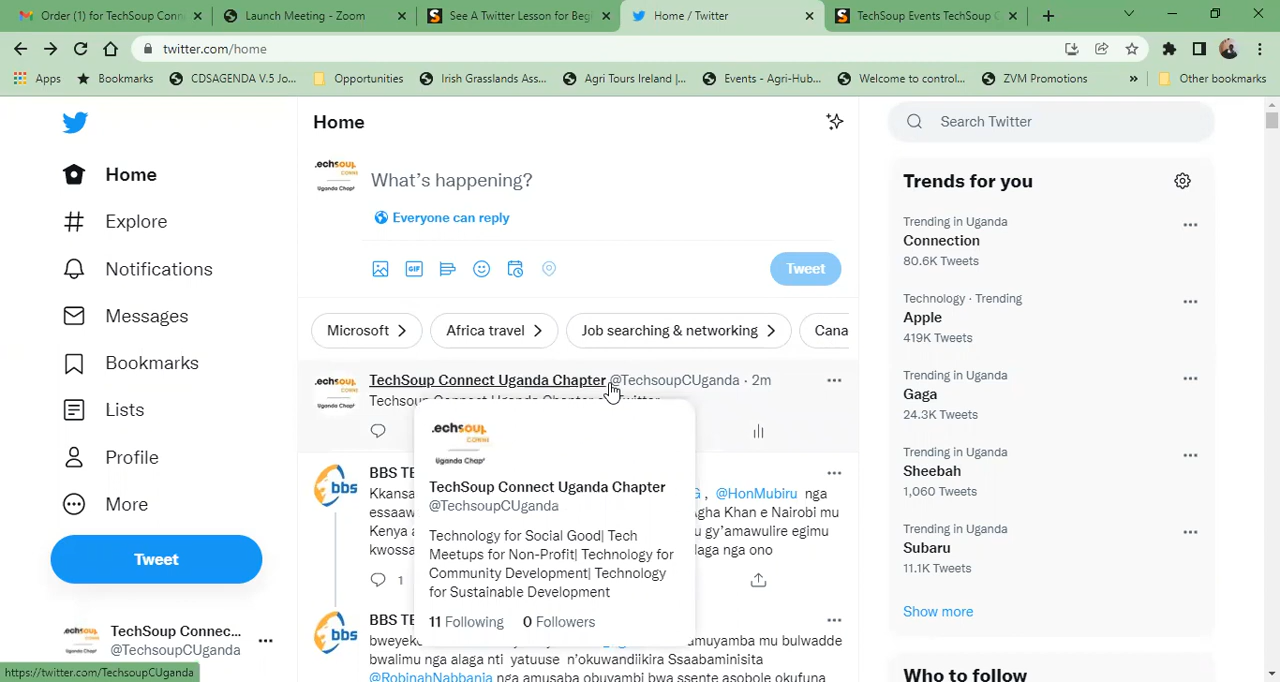 Order (1) for TechSoup Conn
Launch Meeting - Zoom
See A Twitter Lesson for Beg
Home / Twitter
TechSoup Events TechSoup C
twitter.com/home
Apps
Bookmarks
CDSAGENDA V.5 Jo...
Opportunities
Irish Grasslands Ass...
Agri Tours Ireland |...
Events - Agri-Hub...
Welcome to control...
ZVM Promotions
»
Other bookmarks
Home
Explore
Notifications
Messages
Bookmarks
Lists
Profile
More
Tweet
TechSoup Connec...
@TechsoupCUganda
https://twitter.com/TechsoupCUganda
Home
What's happening?
Everyone can reply
GIF
Tweet
Microsoft
Africa travel
Job searching & networking
Cana
TechSoup Connect Uganda Chapter @TechsoupCUganda · 2m
TechSoup Connect Uganda Chapter
@TechsoupCUganda
Technology for Social Good| Tech
Meetups for Non-Profit| Technology for
Community Development| Technology
for Sustainable Development
11 Following 0 Followers
bbs
BBS TE
Kkansa
G , @HonMubiru nga
essaaw
Agha Khan e Nairobi mu
Kenya a
u gy'amawulire egimu
kwossa
laga nga ono
1
bbs
BBS TE
bweyeko
amuyamba mu bulwadde
bwalimu nga alaga nti yatuuse n'okuwandiikira Ssaabaminisita
@RobinahNabbanja nga amusaba obuyambi bwa ssente asobole okufuna
Search Twitter
Trends for you
Trending in Uganda
Connection
80.6K Tweets
Technology · Trending
Apple
419K Tweets
Trending in Uganda
Gaga
24.3K Tweets
Trending in Uganda
Sheebah
1,060 Tweets
Trending in Uganda
Subaru
11.1K Tweets
Show more
Who to follow